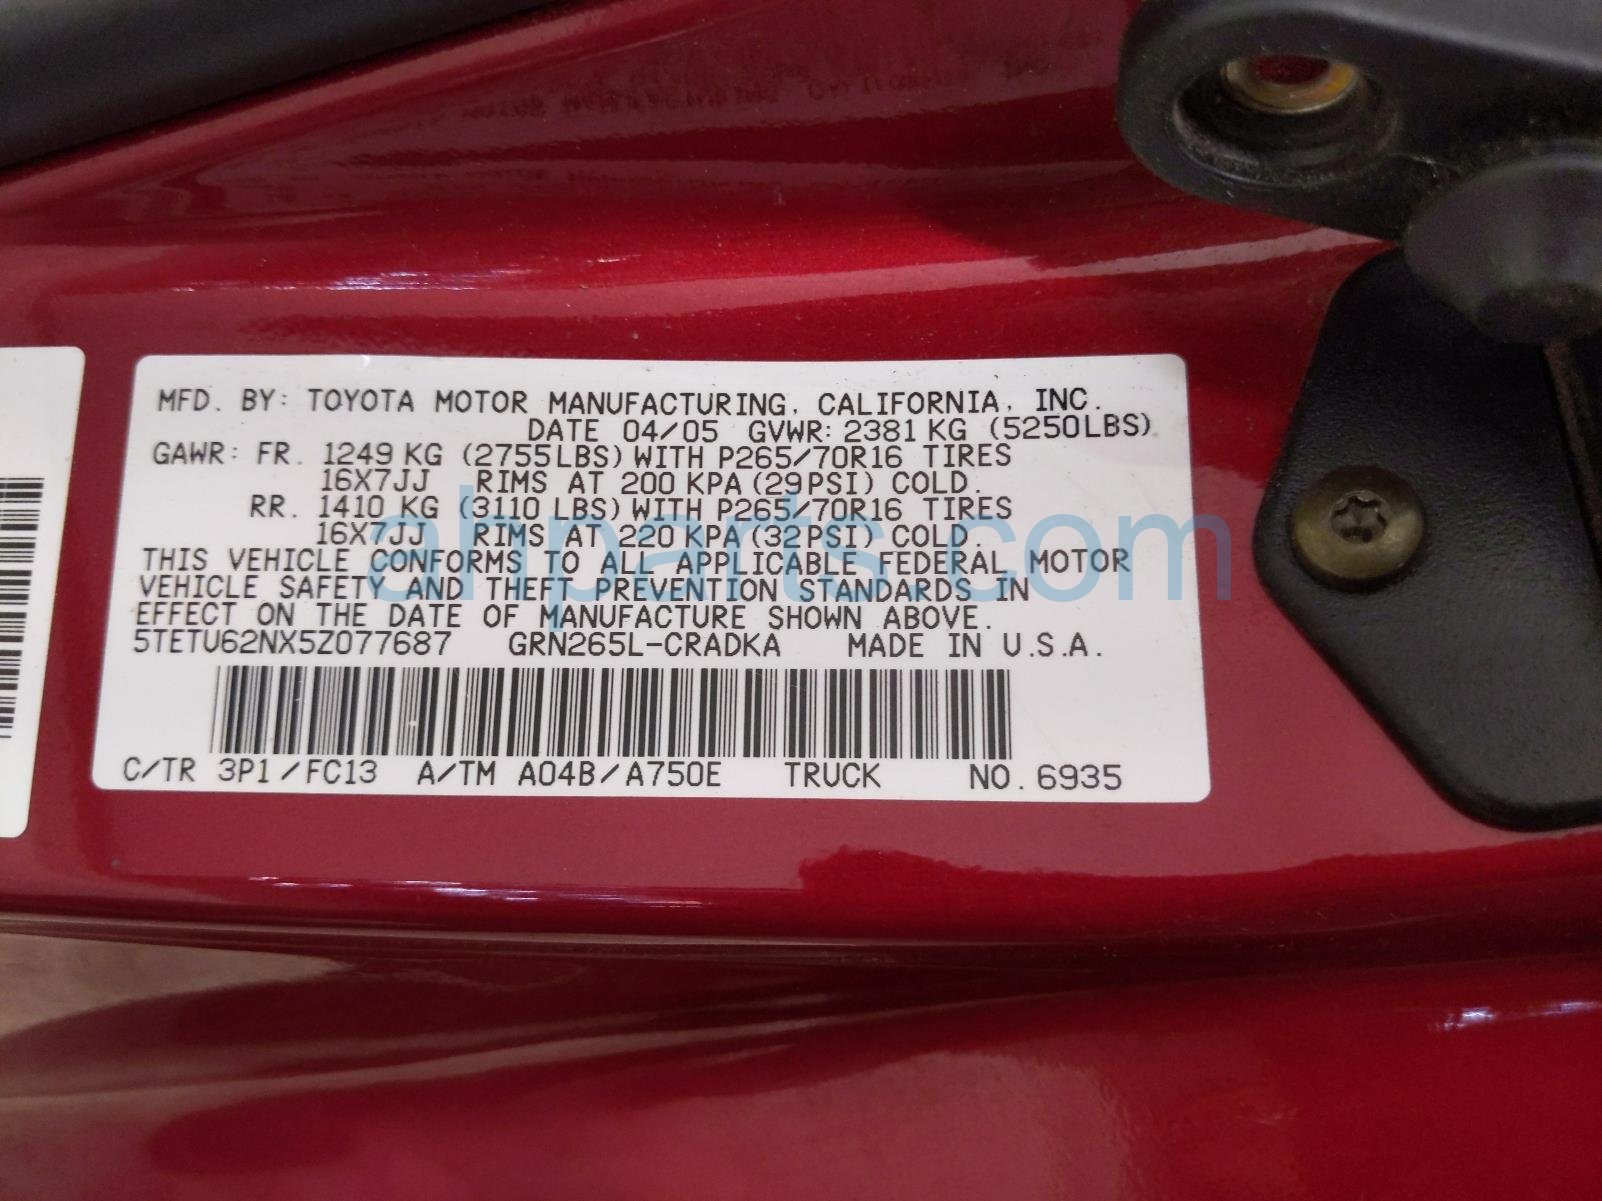 MFD. BY: TOYOTA MOTOR MANUFACTURING, CALIFORNIA, INC.
DATE 04/05 GVWR: 2381 KG (5250LBS)
GAWR: FR. 1249 KG (2755LBS) WITH P265/70R16 TIRES
16X7JJ RIMS AT 200 KPA (29PSI) COLD.
RR. 1410 KG (3110 LBS) WITH P265/70R16 TIRES
16X7JJ RIMS AT 220 KPA (32PSI) COLD.
THIS VEHICLE CONFORMS TO ALL APPLICABLE FEDERAL MOTOR
VEHICLE SAFETY AND THEFT PREVENTION STANDARDS IN
EFFECT ON THE DATE OF MANUFACTURE SHOWN ABOVE.
5TETU62NX5Z077687 GRN265L-CRADKA MADE IN U.S.A.
C/TR 3P1/FC13 A/TM A04B/A750E TRUCK NO. 6935
ahparts.com